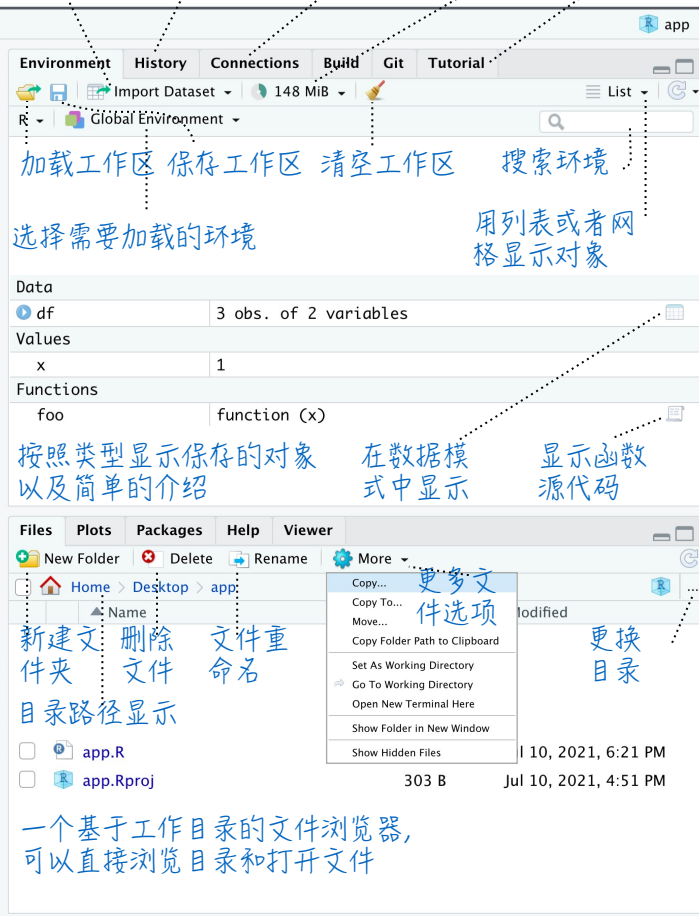 app
Environment History Connections Build Git Tutorial
Import Dataset 148 MiB List
R Global Environment
加载工作区 保存工作区 清空工作区 搜索环境
选择需要加载的环境
用列表或者网
格显示对象
Data
df 3 obs. of 2 variables
Values
x 1
Functions
foo function (x)
按照类型显示保存的对象
以及简单的介绍
在数据模
式中显示
显示函数
源代码
Files Plots Packages Help Viewer
New Folder Delete Rename More
Home > Desktop > app ...
Name
新建文
件夹
删除
文件
文件重
命名
更多文
件选项
更换
目录
目录路径显示
Copy...
Copy To...
Move...
Copy Folder Path to Clipboard
Set As Working Directory
Go To Working Directory
Open New Terminal Here
Show Folder in New Window
Show Hidden Files
app.R 10, 2021, 6:21 PM
app.Rproj 303 B Jul 10, 2021, 4:51 PM
一个基于工作目录的文件浏览器,
可以直接浏览目录和打开文件